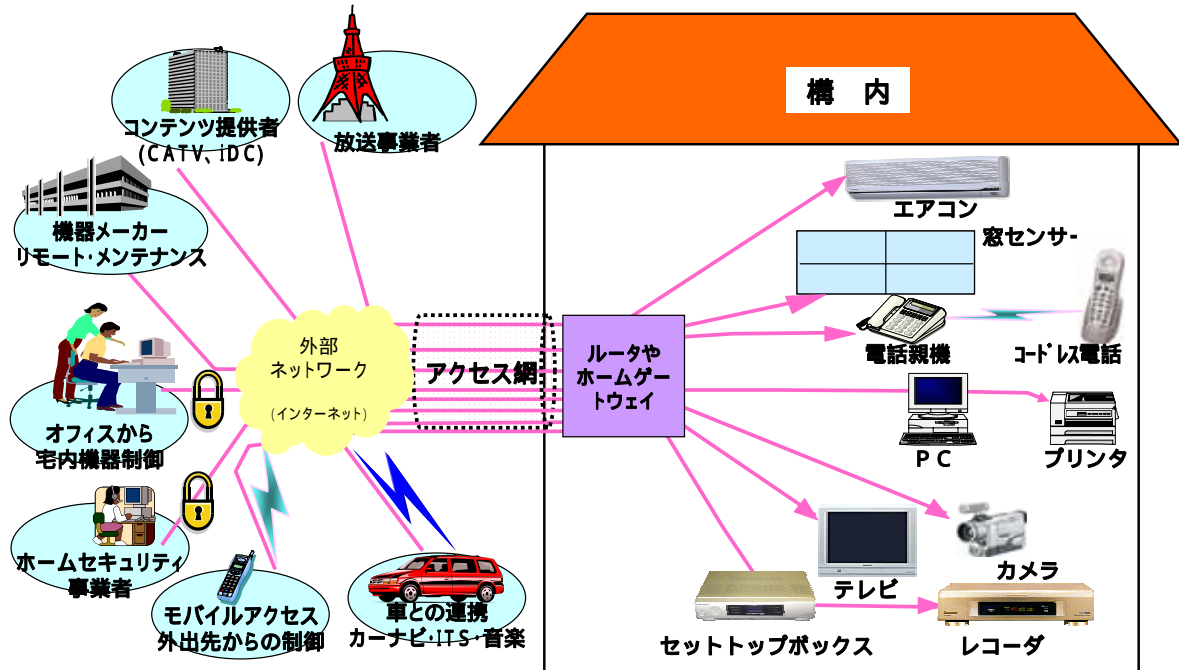 構　内
コンテンツ提供者
(CATV、iDC)
放送事業者
機器メーカー
リモート・メンテナンス
オフィスから
宅内機器制御
ホームセキュリティ
事業者
モバイルアクセス
外出先からの制御
車との連携
カーナビ・ITS・音楽
外部
ネットワーク
(インターネット)
アクセス網
ルータや
ホームゲー
トウェイ
エアコン
窓センサー
電話親機
コードレス電話
PC
プリンタ
テレビ
カメラ
セットトップボックス
レコーダ